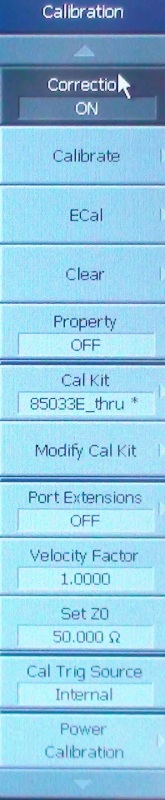 Calibration
Correctio
ON
Calibrate
ECal
Clear
Property
OFF
Cal Kit
85033E_thru *
Modify Cal Kit
Port Extensions
OFF
Velocity Factor
1.0000
Set Z0
50.000 Ω
Cal Trig Source
Internal
Power
Calibration